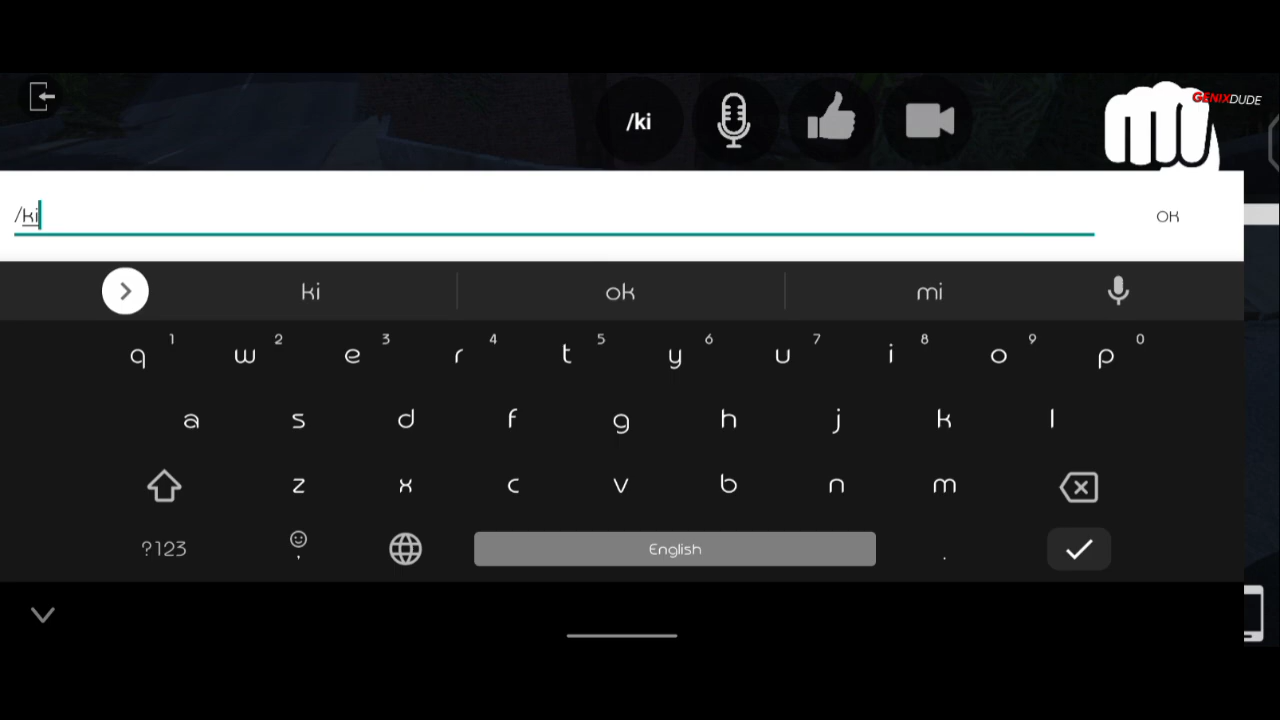 /ki
GENIXDUDE
/ki
OK
ki ok mi
q 1 w 2 e 3 r 4 t 5 y 6 u 7 i 8 o 9 p 0
a s d f g h j k l
z x c v b n m
?123 , English .